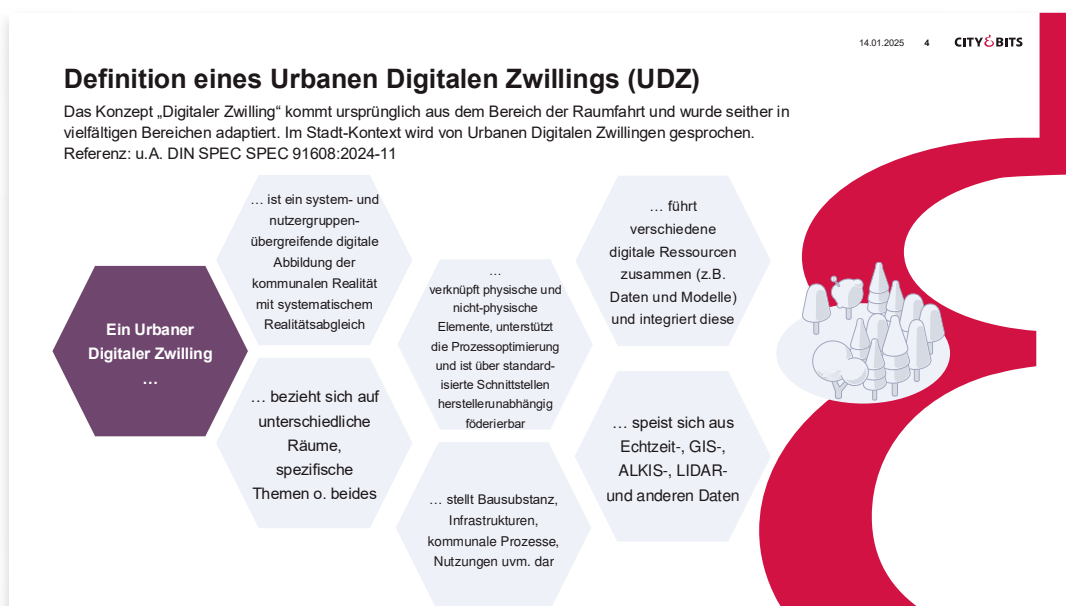 14.01.2025 4 CITY&BITS
Definition eines Urbanen Digitalen Zwillings (UDZ)
Das Konzept „Digitaler Zwilling“ kommt ursprünglich aus dem Bereich der Raumfahrt und wurde seither in
vielfältigen Bereichen adaptiert. Im Stadt-Kontext wird von Urbanen Digitalen Zwillingen gesprochen.
Referenz: u.A. DIN SPEC SPEC 91608:2024-11
Ein Urbaner
Digitaler Zwilling
…
… ist ein system- und
nutzergruppen-
übergreifende digitale
Abbildung der
kommunalen Realität
mit systematischem
Realitätsabgleich
… bezieht sich auf
unterschiedliche
Räume,
spezifische
Themen o. beides
…
verknüpft physische und
nicht-physische
Elemente, unterstützt
die Prozessoptimierung
und ist über standard-
isierte Schnittstellen
herstellerunabhängig
föderierbar
… stellt Bausubstanz,
Infrastrukturen,
kommunale Prozesse,
Nutzungen uvm. dar
… führt
verschiedene
digitale Ressourcen
zusammen (z.B.
Daten und Modelle)
und integriert diese
… speist sich aus
Echtzeit-, GIS-,
ALKIS-, LIDAR-
und anderen Daten